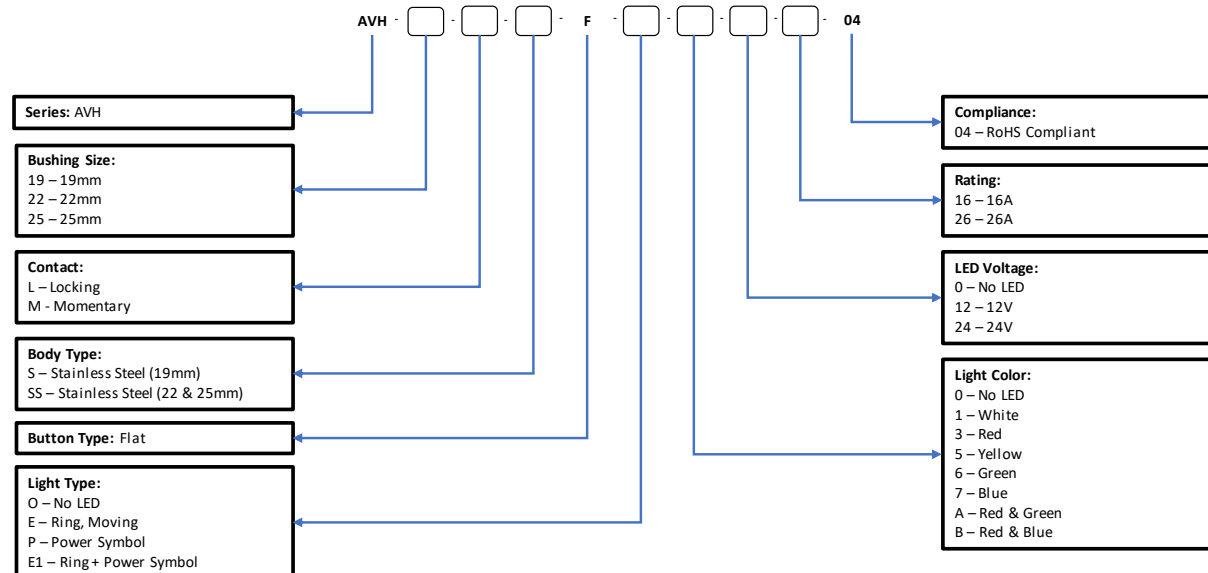 AVH - - - - F - - - - - 04
Series: AVH
Bushing Size:
19 – 19mm
22 – 22mm
25 – 25mm
Contact:
L – Locking
M - Momentary
Body Type:
S – Stainless Steel (19mm)
SS – Stainless Steel (22 & 25mm)
Button Type: Flat
Light Type:
O – No LED
E – Ring, Moving
P – Power Symbol
E1 – Ring + Power Symbol
Compliance:
04 – RoHS Compliant
Rating:
16 – 16A
26 – 26A
LED Voltage:
0 – No LED
12 – 12V
24 – 24V
Light Color:
0 – No LED
1 – White
3 – Red
5 – Yellow
6 – Green
7 – Blue
A – Red & Green
B – Red & Blue